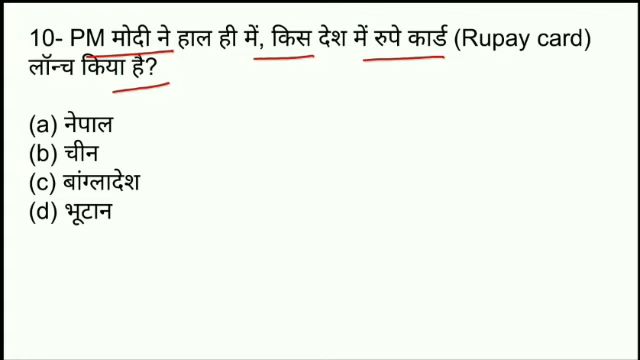 10- PM मोदी ने हाल ही में, किस देश में रुपे कार्ड (Rupay card)
लॉन्च किया है?
(a) नेपाल
(b) चीन
(c) बांग्लादेश
(d) भूटान